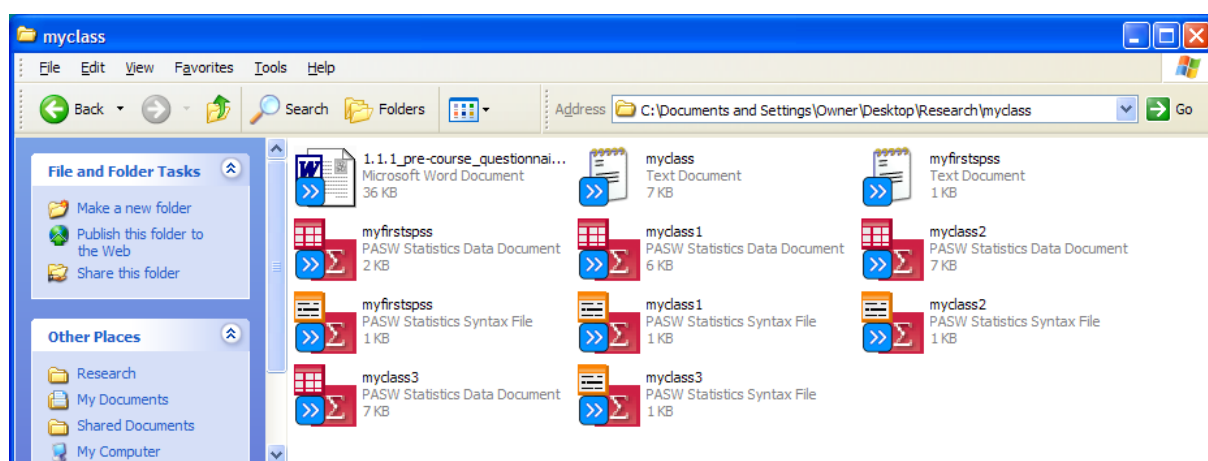 myclass
File Edit View Favorites Tools Help
Back Search Folders Address C:\Documents and Settings\Owner\Desktop\Research\myclass Go
File and Folder Tasks
Make a new folder
Publish this folder to
the Web
Share this folder
Other Places
Research
My Documents
Shared Documents
My Computer
1.1.1_pre-course_questionnai...
Microsoft Word Document
36 KB
myclass
Text Document
7 KB
myfirstspss
Text Document
1 KB
myfirstspss
PASW Statistics Data Document
2 KB
myclass1
PASW Statistics Data Document
6 KB
myclass2
PASW Statistics Data Document
7 KB
myfirstspss
PASW Statistics Syntax File
1 KB
myclass1
PASW Statistics Syntax File
1 KB
myclass2
PASW Statistics Syntax File
1 KB
myclass3
PASW Statistics Data Document
7 KB
myclass3
PASW Statistics Syntax File
1 KB